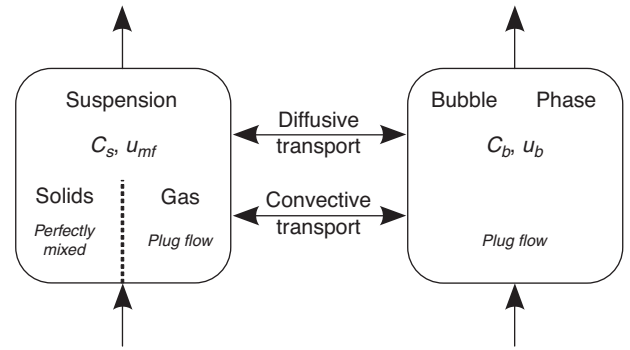 Suspension
C_s, u_mf
Solids
Gas
Perfectly
mixed
Plug flow
Diffusive
transport
Convective
transport
Bubble Phase
C_b, u_b
Plug flow